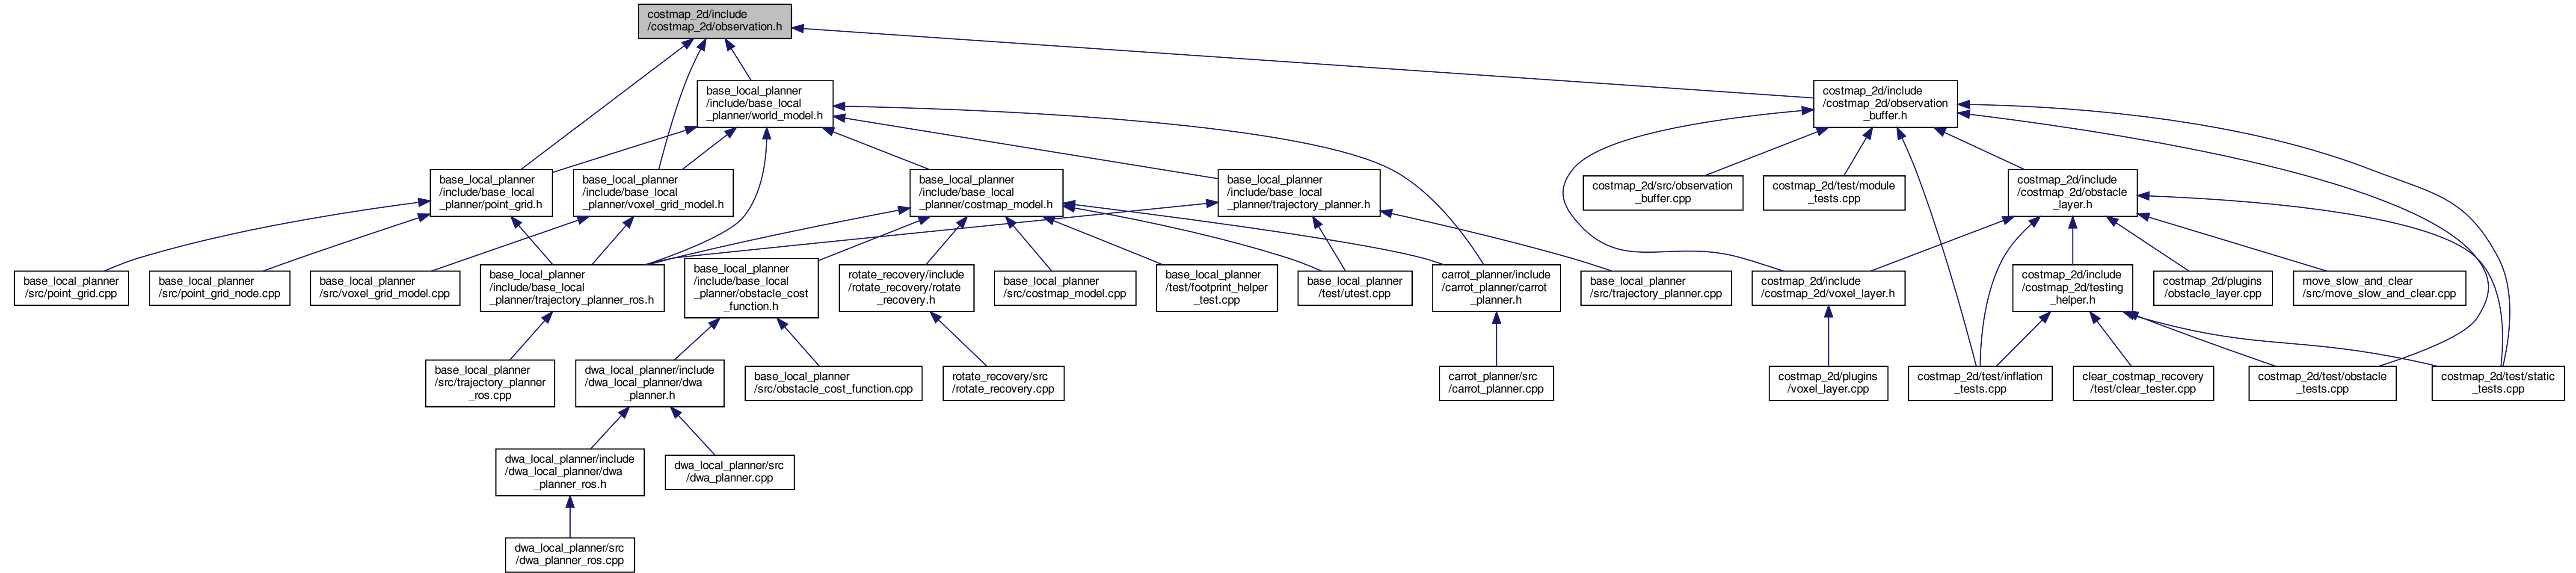 costmap_2d/include
/costmap_2d/observation.h
base_local_planner
/include/base_local
_planner/world_model.h
costmap_2d/include
/costmap_2d/observation
_buffer.h
base_local_planner
/include/base_local
_planner/point_grid.h
base_local_planner
/include/base_local
_planner/voxel_grid_model.h
base_local_planner
/include/base_local
_planner/costmap_model.h
base_local_planner
/include/base_local
_planner/trajectory_planner.h
costmap_2d/src/observation
_buffer.cpp
costmap_2d/test/module
_tests.cpp
costmap_2d/include
/costmap_2d/obstacle
_layer.h
base_local_planner
/src/point_grid.cpp
base_local_planner
/src/point_grid_node.cpp
base_local_planner
/src/voxel_grid_model.cpp
base_local_planner
/include/base_local
_planner/trajectory_planner_ros.h
base_local_planner
/include/base_local
_planner/obstacle_cost
_function.h
rotate_recovery/include
/rotate_recovery/rotate
_recovery.h
base_local_planner
/src/costmap_model.cpp
base_local_planner
/test/footprint_helper
_test.cpp
base_local_planner
/test/utest.cpp
carrot_planner/include
/carrot_planner/carrot
_planner.h
base_local_planner
/src/trajectory_planner.cpp
costmap_2d/include
/costmap_2d/voxel_layer.h
costmap_2d/include
/costmap_2d/testing
_helper.h
costmap_2d/plugins
/obstacle_layer.cpp
move_slow_and_clear
/src/move_slow_and_clear.cpp
base_local_planner
/src/trajectory_planner
_ros.cpp
dwa_local_planner/include
/dwa_local_planner/dwa
_planner.h
base_local_planner
/src/obstacle_cost_function.cpp
rotate_recovery/src
/rotate_recovery.cpp
carrot_planner/src
/carrot_planner.cpp
costmap_2d/plugins
/voxel_layer.cpp
costmap_2d/test/inflation
_tests.cpp
clear_costmap_recovery
/test/clear_tester.cpp
costmap_2d/test/obstacle
_tests.cpp
costmap_2d/test/static
_tests.cpp
dwa_local_planner/include
/dwa_local_planner/dwa
_planner_ros.h
dwa_local_planner/src
/dwa_planner.cpp
dwa_local_planner/src
/dwa_planner_ros.cpp